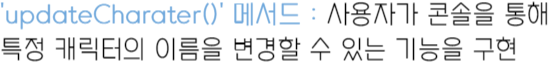 'updateCharater()' 메서드 : 사용자가 콘솔을 통해
특정 캐릭터의 이름을 변경할 수 있는 기능을 구현